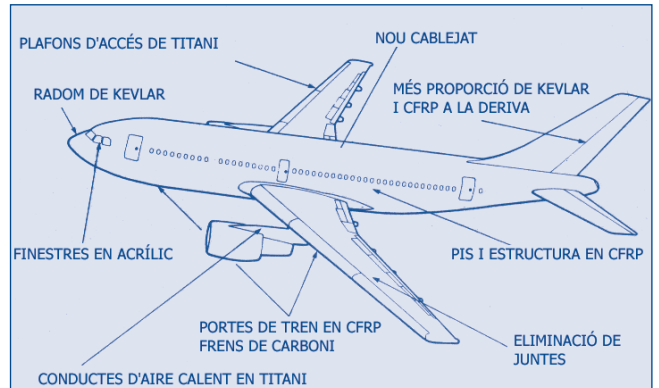 NOU CABLEJAT
PLAFONS D'ACCÉS DE TITANI
MÉS PROPORCIÓ DE KEVLAR
I CFRP A LA DERIVA
RADOM DE KEVLAR
FINESTRES EN ACRÍLIC
PIS I ESTRUCTURA EN CFRP
PORTES DE TREN EN CFRP
FRENS DE CARBONI
ELIMINACIÓ DE
JUNTES
CONDUCTES D'AIRE CALENT EN TITANI